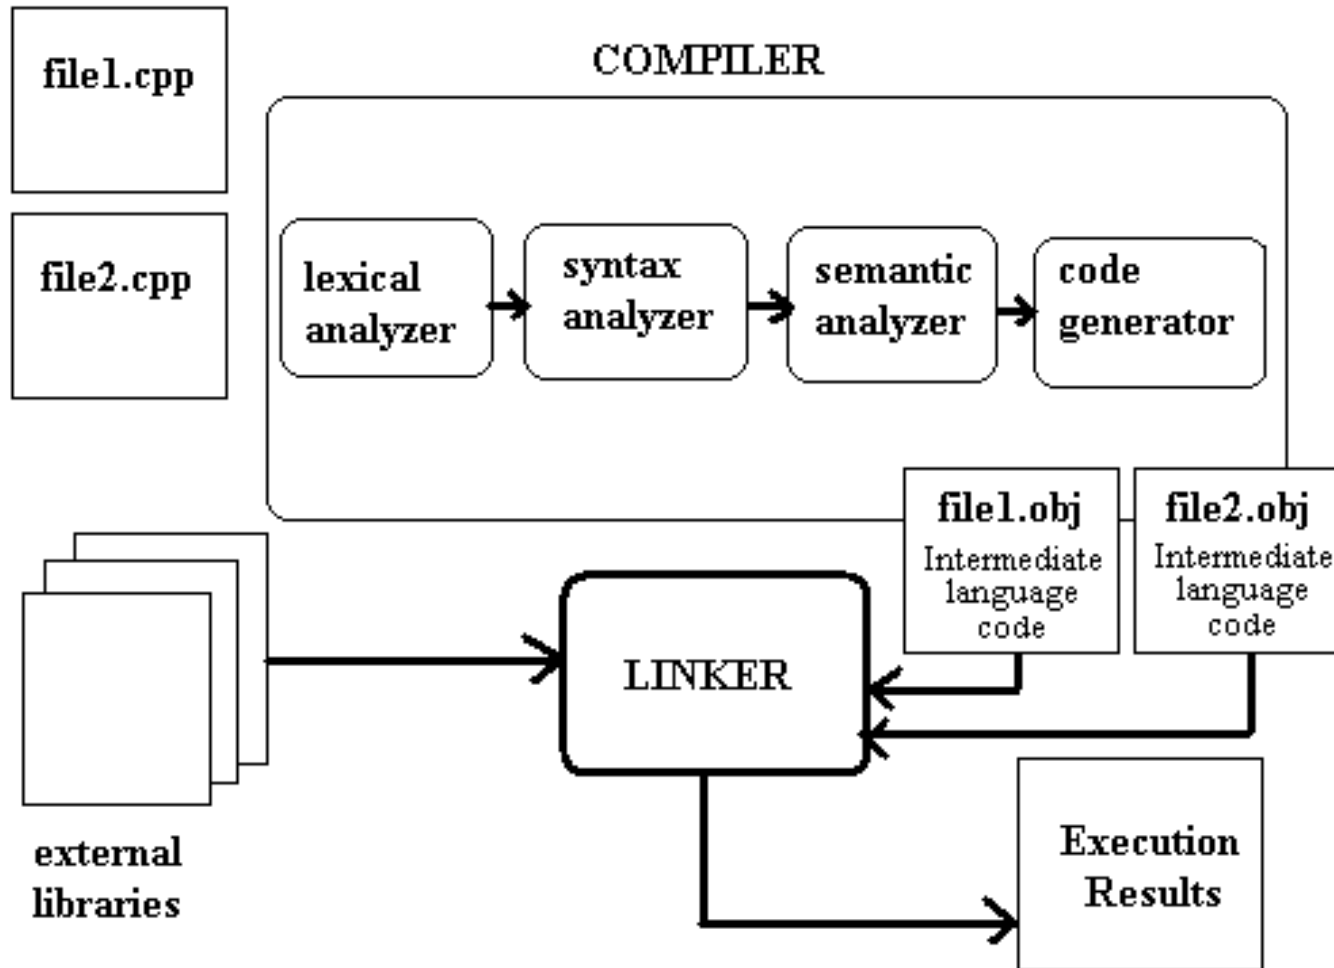 file1.cpp
COMPILER
file2.cpp
lexical
analyzer
syntax
analyzer
semantic
analyzer
code
generator
file1.obj
Intermediate
language
code
file2.obj
Intermediate
language
code
LINKER
external
libraries
Execution
Results